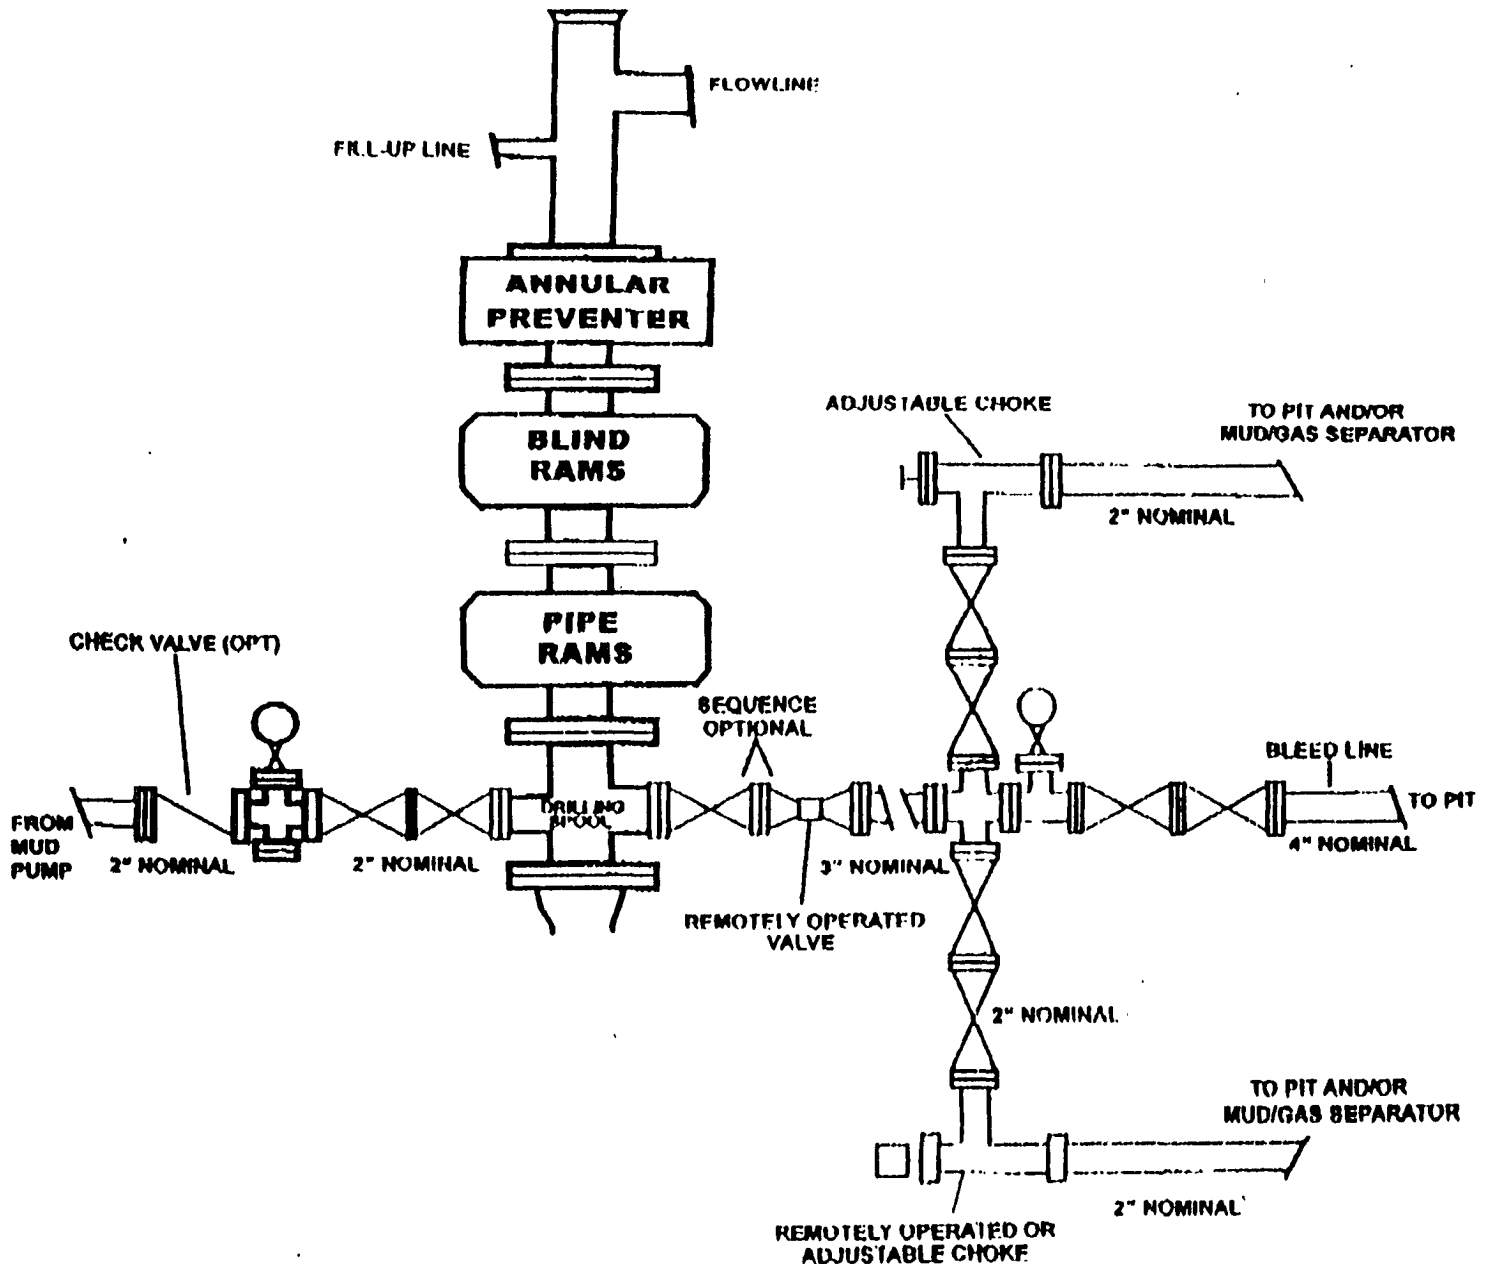 FLOWLINE
FILL-UP LINE
ANNULAR
PREVENTER
BLIND
RAMS
PIPE
RAMS
ADJUSTABLE CHOKE
TO PIT AND/OR
MUD/GAS SEPARATOR
2" NOMINAL
CHECK VALVE (OPT)
SEQUENCE
OPTIONAL
BLEED LINE
TO PIT
4" NOMINAL
FROM
MUD
PUMP
2" NOMINAL
2" NOMINAL
DRILLING
SPOOL
3" NOMINAL
REMOTELY OPERATED
VALVE
2" NOMINAL
TO PIT AND/OR
MUD/GAS SEPARATOR
2" NOMINAL
REMOTELY OPERATED OR
ADJUSTABLE CHOKE